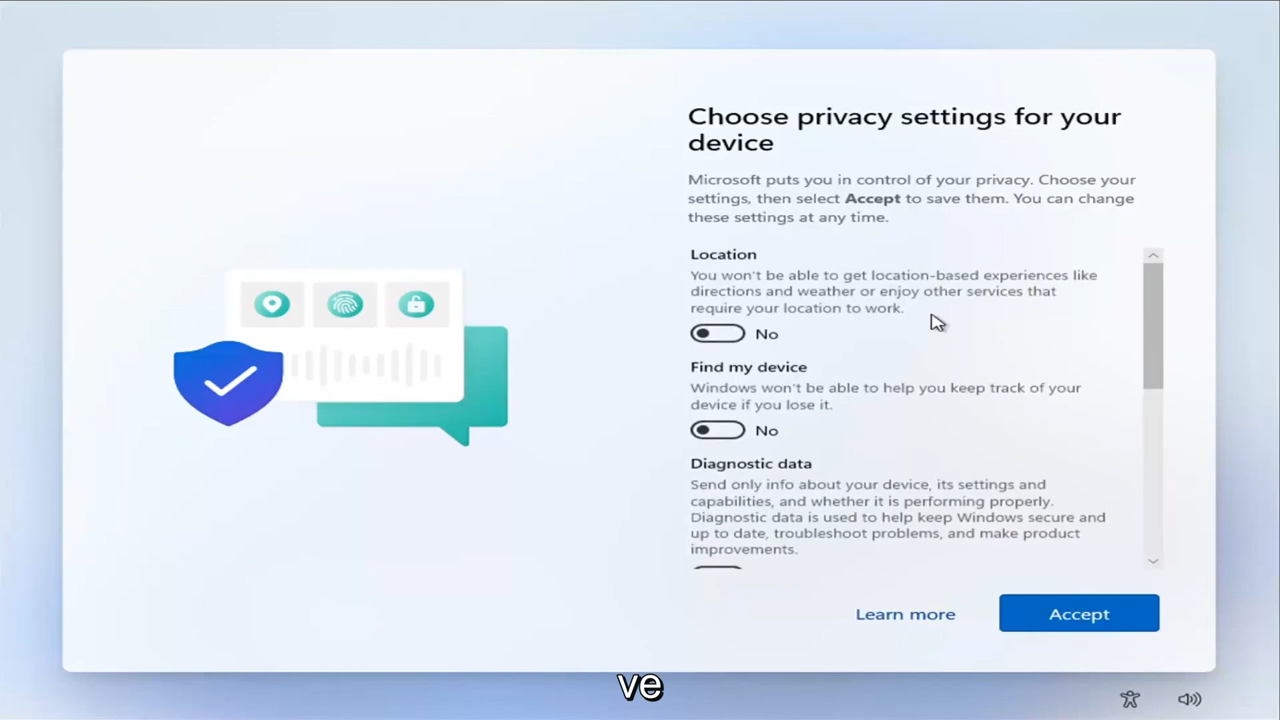 Choose privacy settings for your
device
Microsoft puts you in control of your privacy. Choose your
settings, then select Accept to save them. You can change
these settings at any time.
Location
You won't be able to get location-based experiences like
directions and weather or enjoy other services that
require your location to work.
No
Find my device
Windows won't be able to help you keep track of your
device if you lose it.
No
Diagnostic data
Send only info about your device, its settings and
capabilities, and whether it is performing properly.
Diagnostic data is used to help keep Windows secure and
up to date, troubleshoot problems, and make product
improvements.
Learn more
Accept
ve